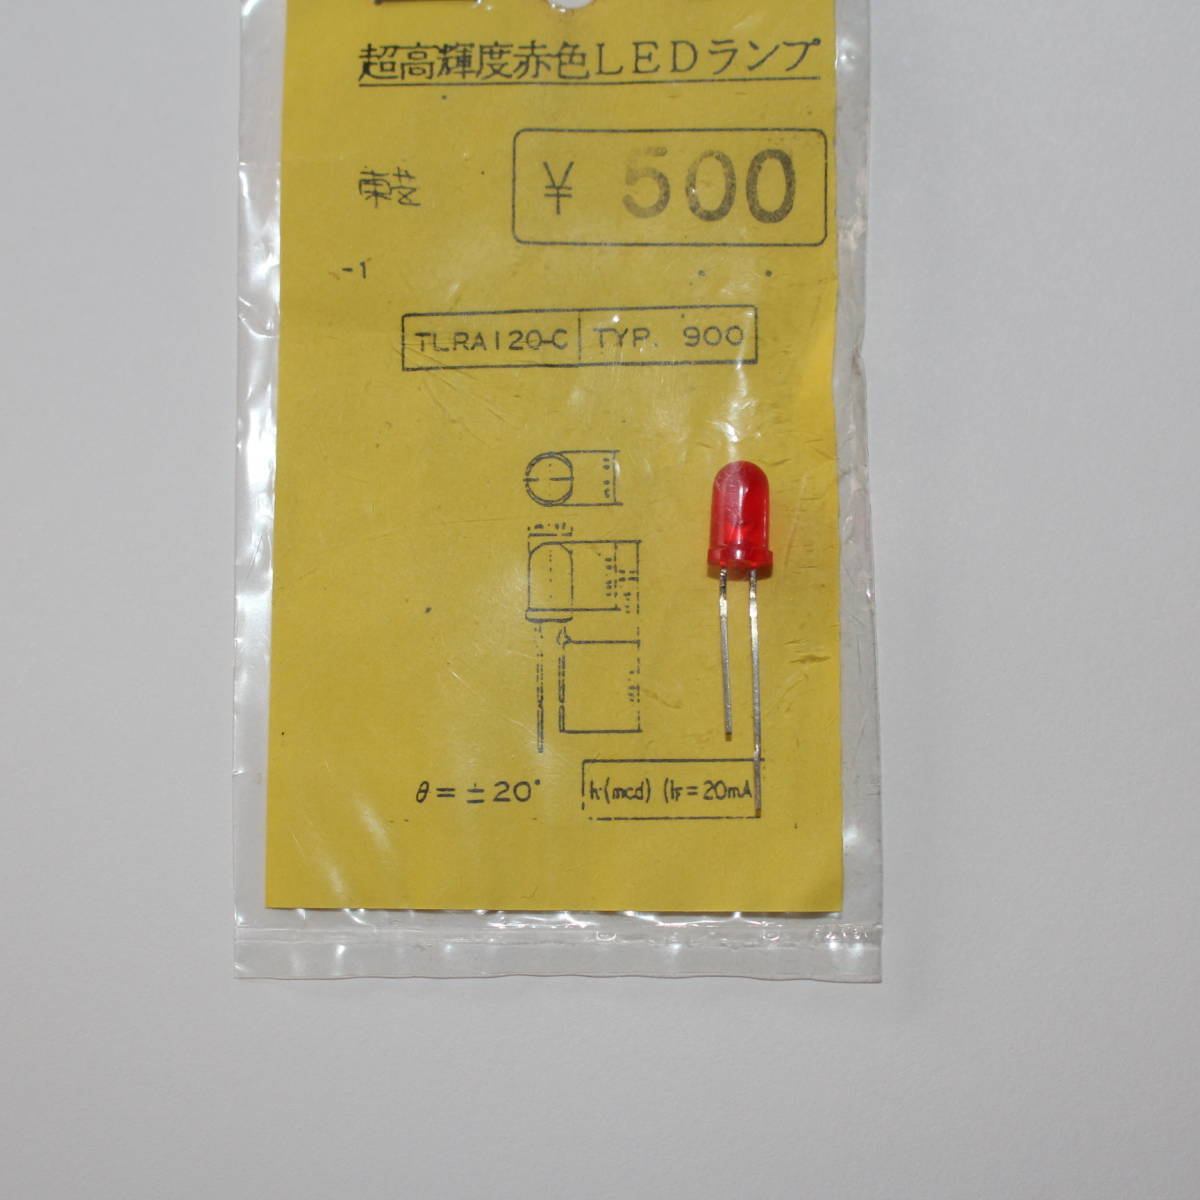 超高輝度赤色LEDランプ
東芝
¥ 500
-1
TLRA120-C TYP. 900
θ = ±20°
(mcd) (IF = 20mA